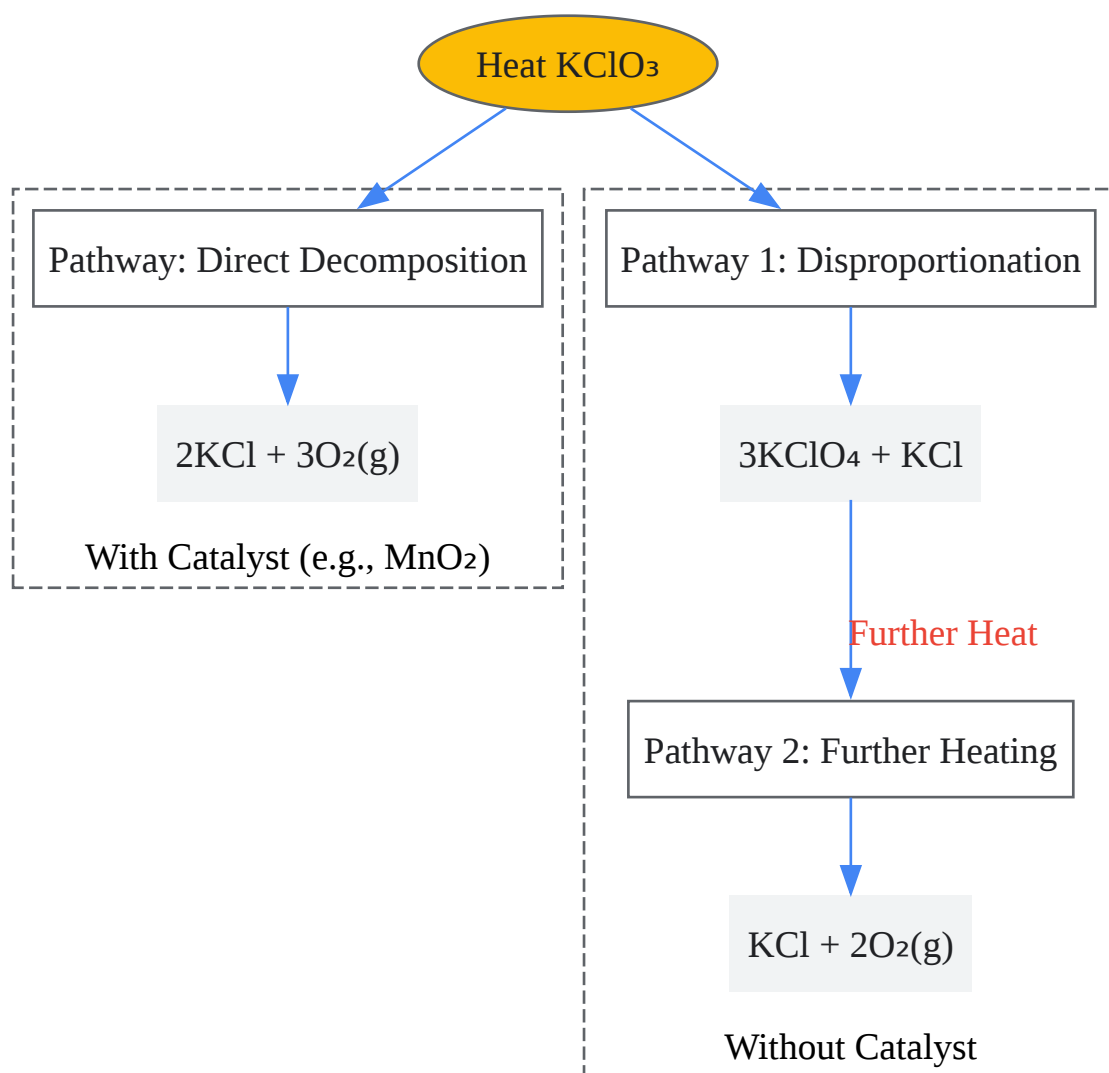 Heat KClO₃
Pathway: Direct Decomposition
2KCl + 3O₂(g)
With Catalyst (e.g., MnO₂)
Pathway 1: Disproportionation
3KClO₄ + KCl
Further Heat
Pathway 2: Further Heating
KCl + 2O₂(g)
Without Catalyst